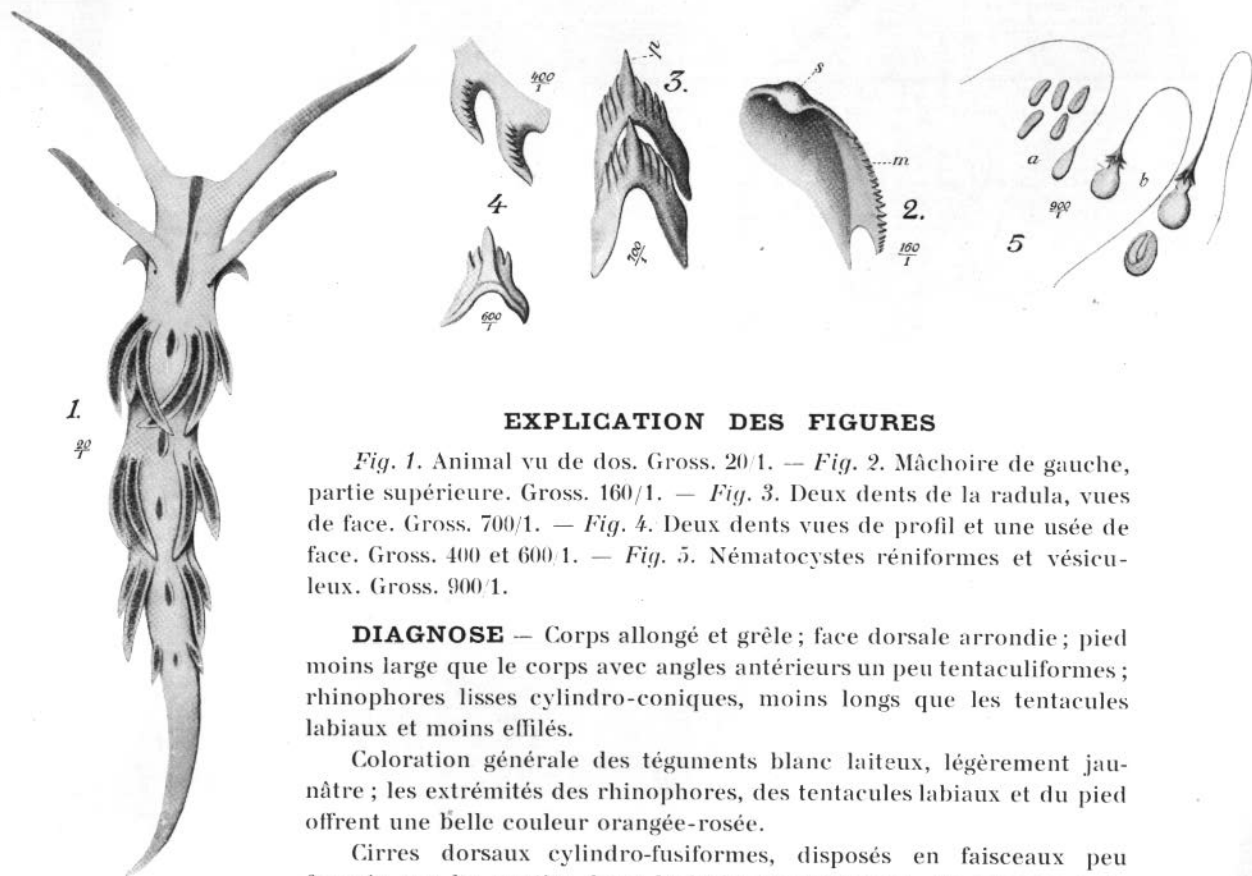 400/1
p
3.
s
m
2.
160/1
a
b
900/1
5
4
700/1
600/1
1.
20/1
EXPLICATION DES FIGURES
Fig. 1. Animal vu de dos. Gross. 20/1. — Fig. 2. Mâchoire de gauche,
partie supérieure. Gross. 160/1. — Fig. 3. Deux dents de la radula, vues
de face. Gross. 700/1. — Fig. 4. Deux dents vues de profil et une usée de
face. Gross. 400 et 600/1. — Fig. 5. Nématocystes réniformes et vésicu-
leux. Gross. 900/1.
DIAGNOSE — Corps allongé et grêle ; face dorsale arrondie ; pied
moins large que le corps avec angles antérieurs un peu tentaculiformes ;
rhinophores lisses cylindro-coniques, moins longs que les tentacules
labiaux et moins effilés.
Coloration générale des téguments blanc laiteux, légèrement jau-
nâtre ; les extrémités des rhinophores, des tentacules labiaux et du pied
offrent une belle couleur orangée-rosée.
Cirres dorsaux cylindro-fusiformes, disposés en faisceaux peu